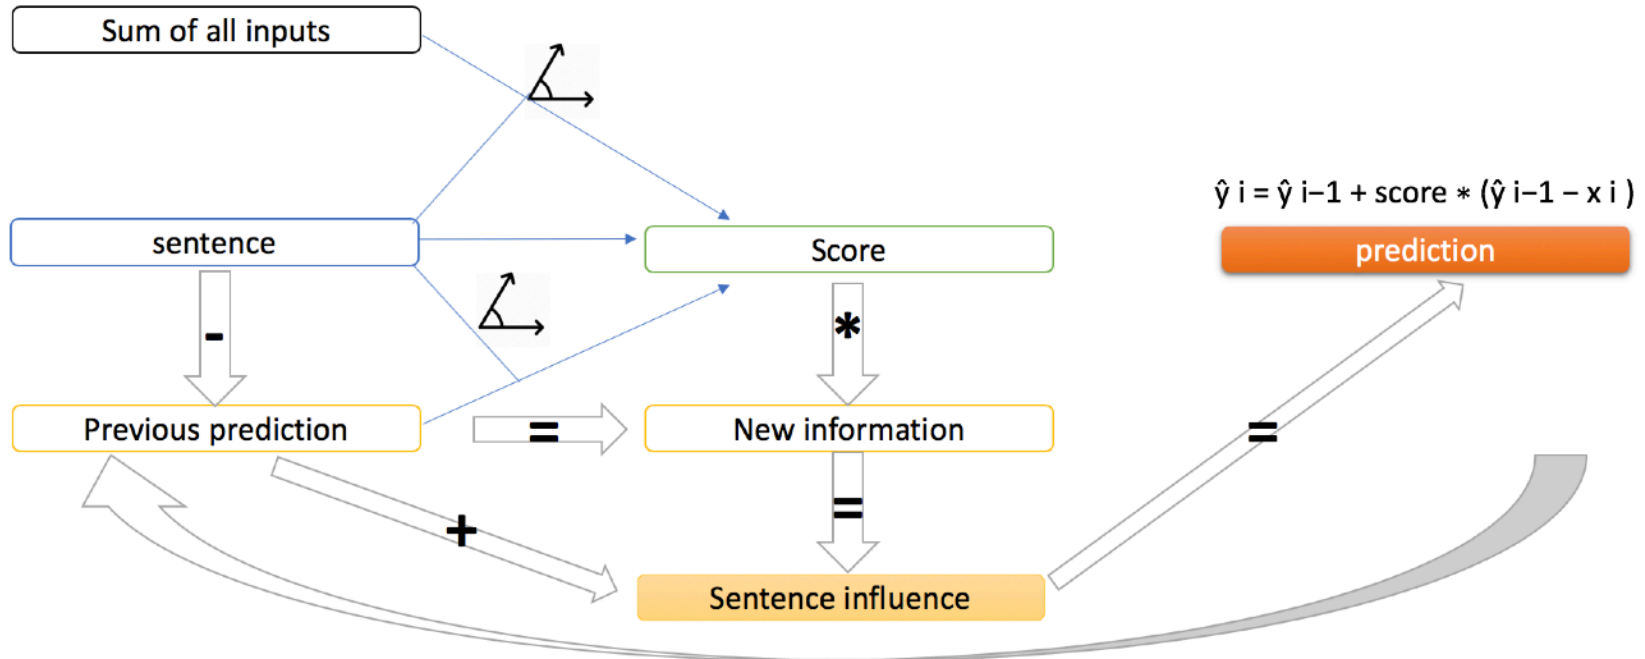 Sum of all inputs
ŷ i = ŷ i−1 + score ∗ (ŷ i−1 − x i )
sentence
Score
prediction
-
*
Previous prediction
=
New information
=
+
=
Sentence influence